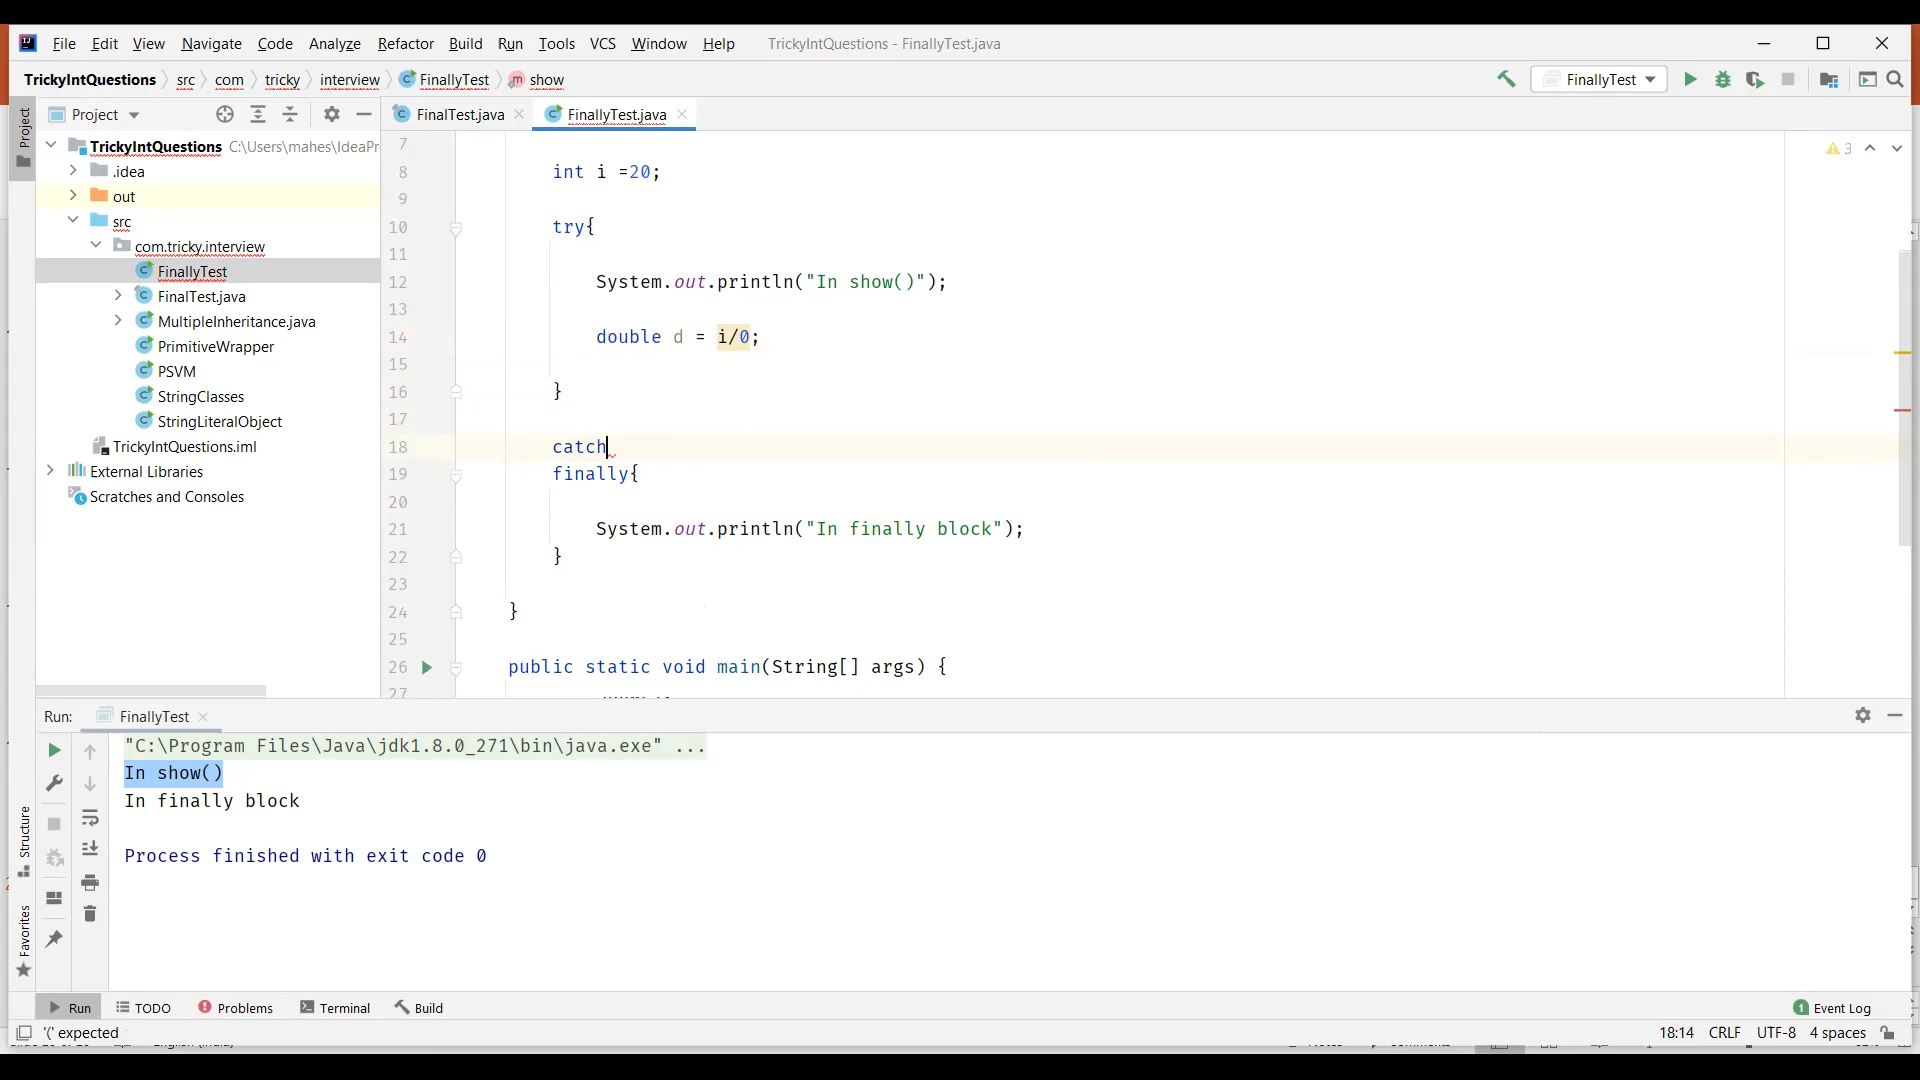 File Edit View Navigate Code Analyze Refactor Build Run Tools VCS Window Help TrickyIntQuestions - FinallyTest.java
TrickyIntQuestions src com tricky interview FinallyTest show
FinallyTest
Project
Project
FinalTest.java
FinallyTest.java
TrickyIntQuestions C:\Users\mahes\IdeaPr
.idea
out
src
com.tricky.interview
FinallyTest
FinalTest.java
MultipleInheritance.java
PrimitiveWrapper
PSVM
StringClasses
StringLiteralObject
TrickyIntQuestions.iml
External Libraries
Scratches and Consoles
3
7
8 int i =20;
9
10 try{
11
12 System.out.println("In show()");
13
14 double d = i/0;
15
16 }
17
18 catch
19 finally{
20
21 System.out.println("In finally block");
22 }
23
24 }
25
26 public static void main(String[] args) {
27
Run: FinallyTest
"C:\Program Files\Java\jdk1.8.0_271\bin\java.exe" ...
In show()
In finally block
Process finished with exit code 0
Structure
Favorites
Run TODO Problems Terminal Build
1 Event Log
'(' expected
18:14 CRLF UTF-8 4 spaces